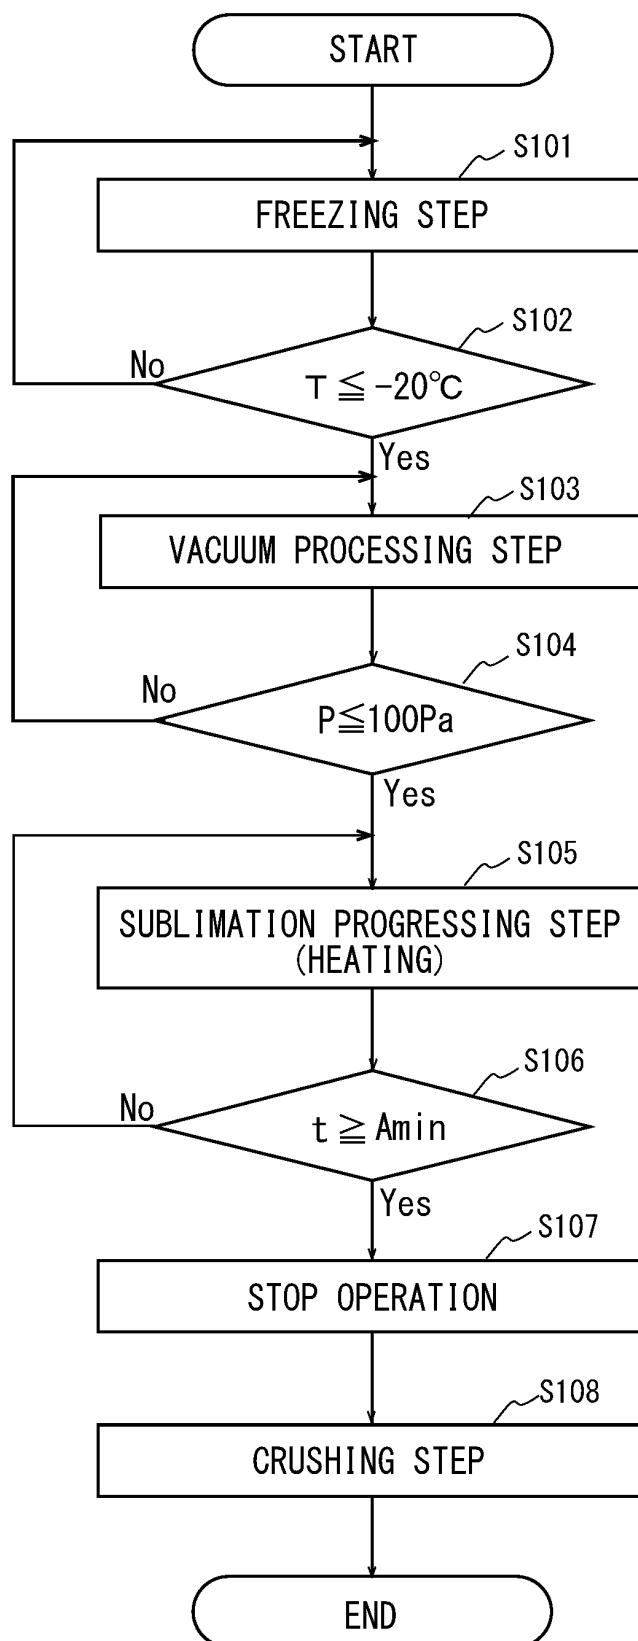 START
S101
FREEZING STEP
S102
No
T ≦ -20℃
Yes
S103
VACUUM PROCESSING STEP
S104
No
P≦100Pa
Yes
S105
SUBLIMATION PROGRESSING STEP
(HEATING)
S106
No
t ≧ Amin
Yes
S107
STOP OPERATION
S108
CRUSHING STEP
END